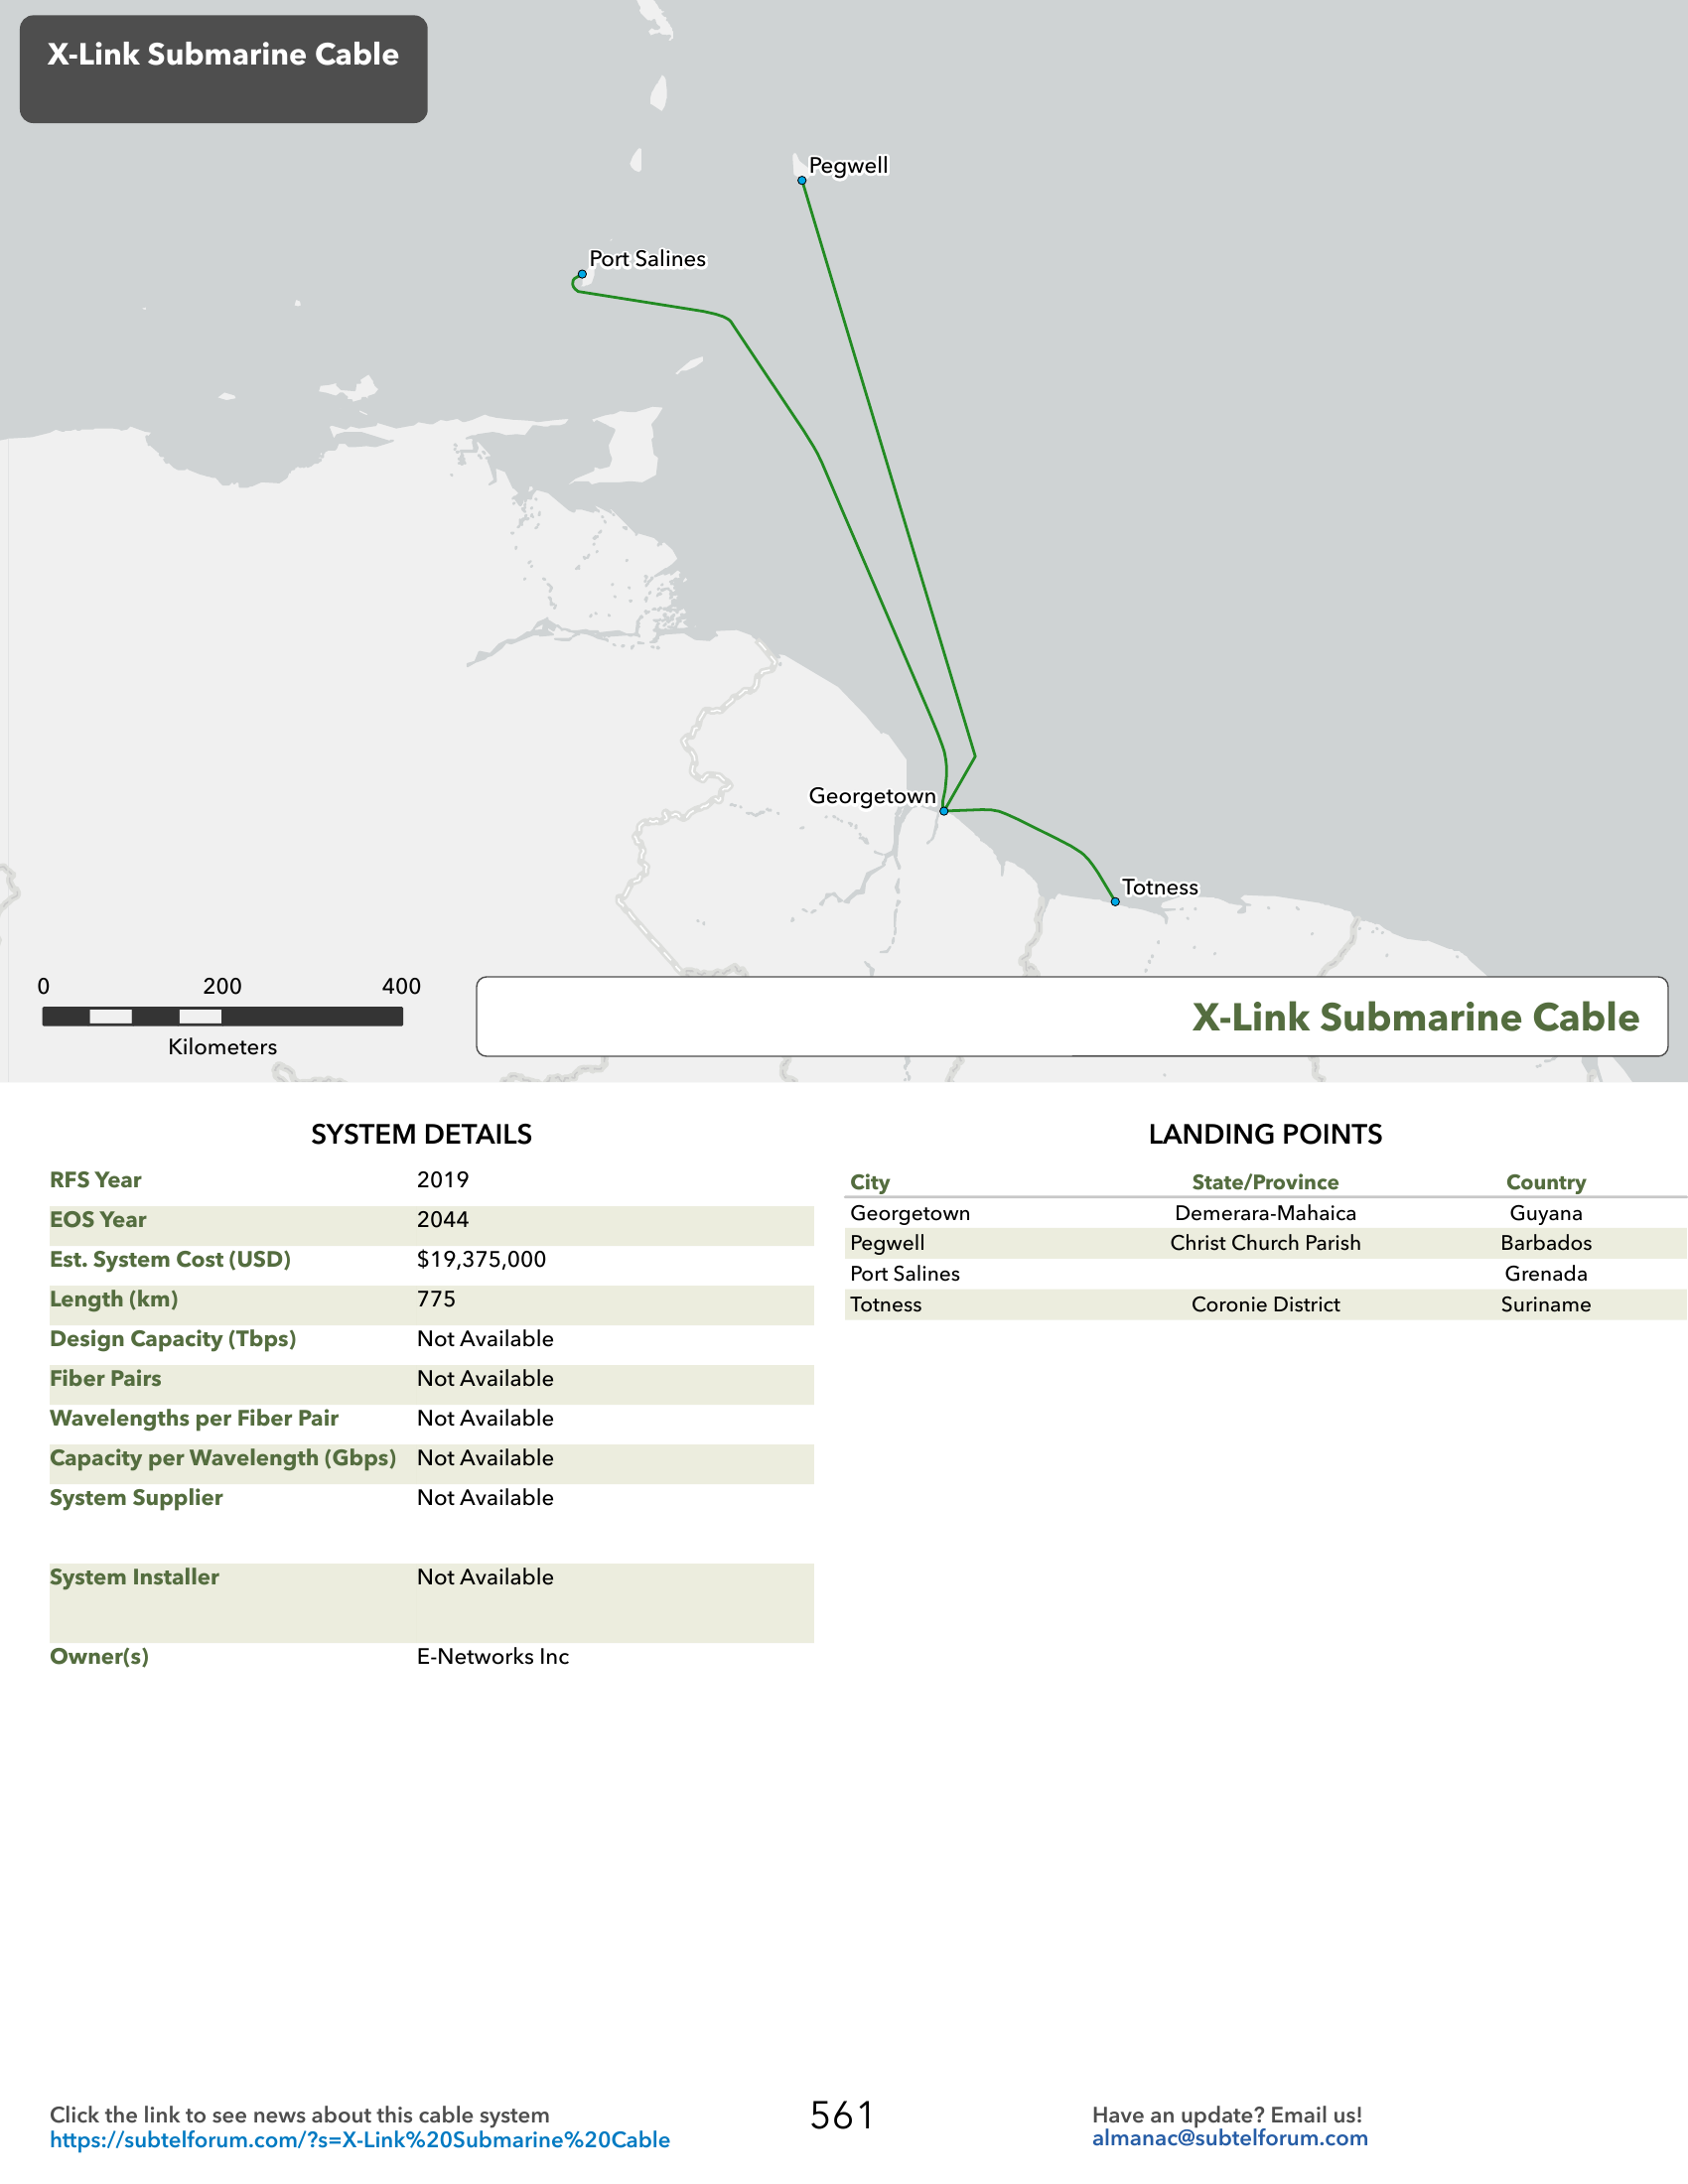 X-Link Submarine Cable
Pegwell
Port Salines
Georgetown
Totness
0 200 400
Kilometers
X-Link Submarine Cable
SYSTEM DETAILS
RFS Year 2019
EOS Year 2044
Est. System Cost (USD) $19,375,000
Length (km) 775
Design Capacity (Tbps) Not Available
Fiber Pairs Not Available
Wavelengths per Fiber Pair Not Available
Capacity per Wavelength (Gbps) Not Available
System Supplier Not Available
System Installer Not Available
Owner(s) E-Networks Inc
LANDING POINTS
City State/Province Country
Georgetown Demerara-Mahaica Guyana
Pegwell Christ Church Parish Barbados
Port Salines Grenada
Totness Coronie District Suriname
Click the link to see news about this cable system
https://subtelforum.com/?s=X-Link%20Submarine%20Cable
561
Have an update? Email us!
almanac@subtelforum.com